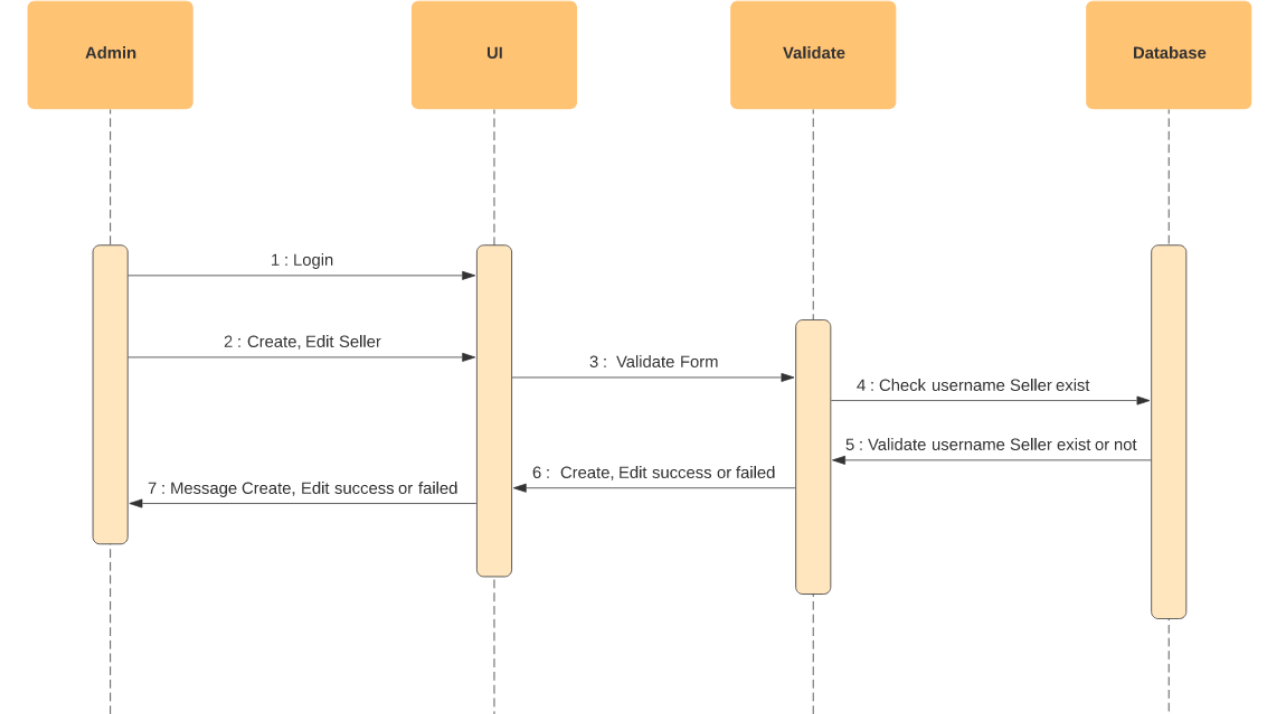 Admin
UI
Validate
Database
1 : Login
2 : Create, Edit Seller
3 :  Validate Form
4 : Check username Seller exist
5 : Validate username Seller exist or not
6 :  Create, Edit success or failed
7 : Message Create, Edit success or failed